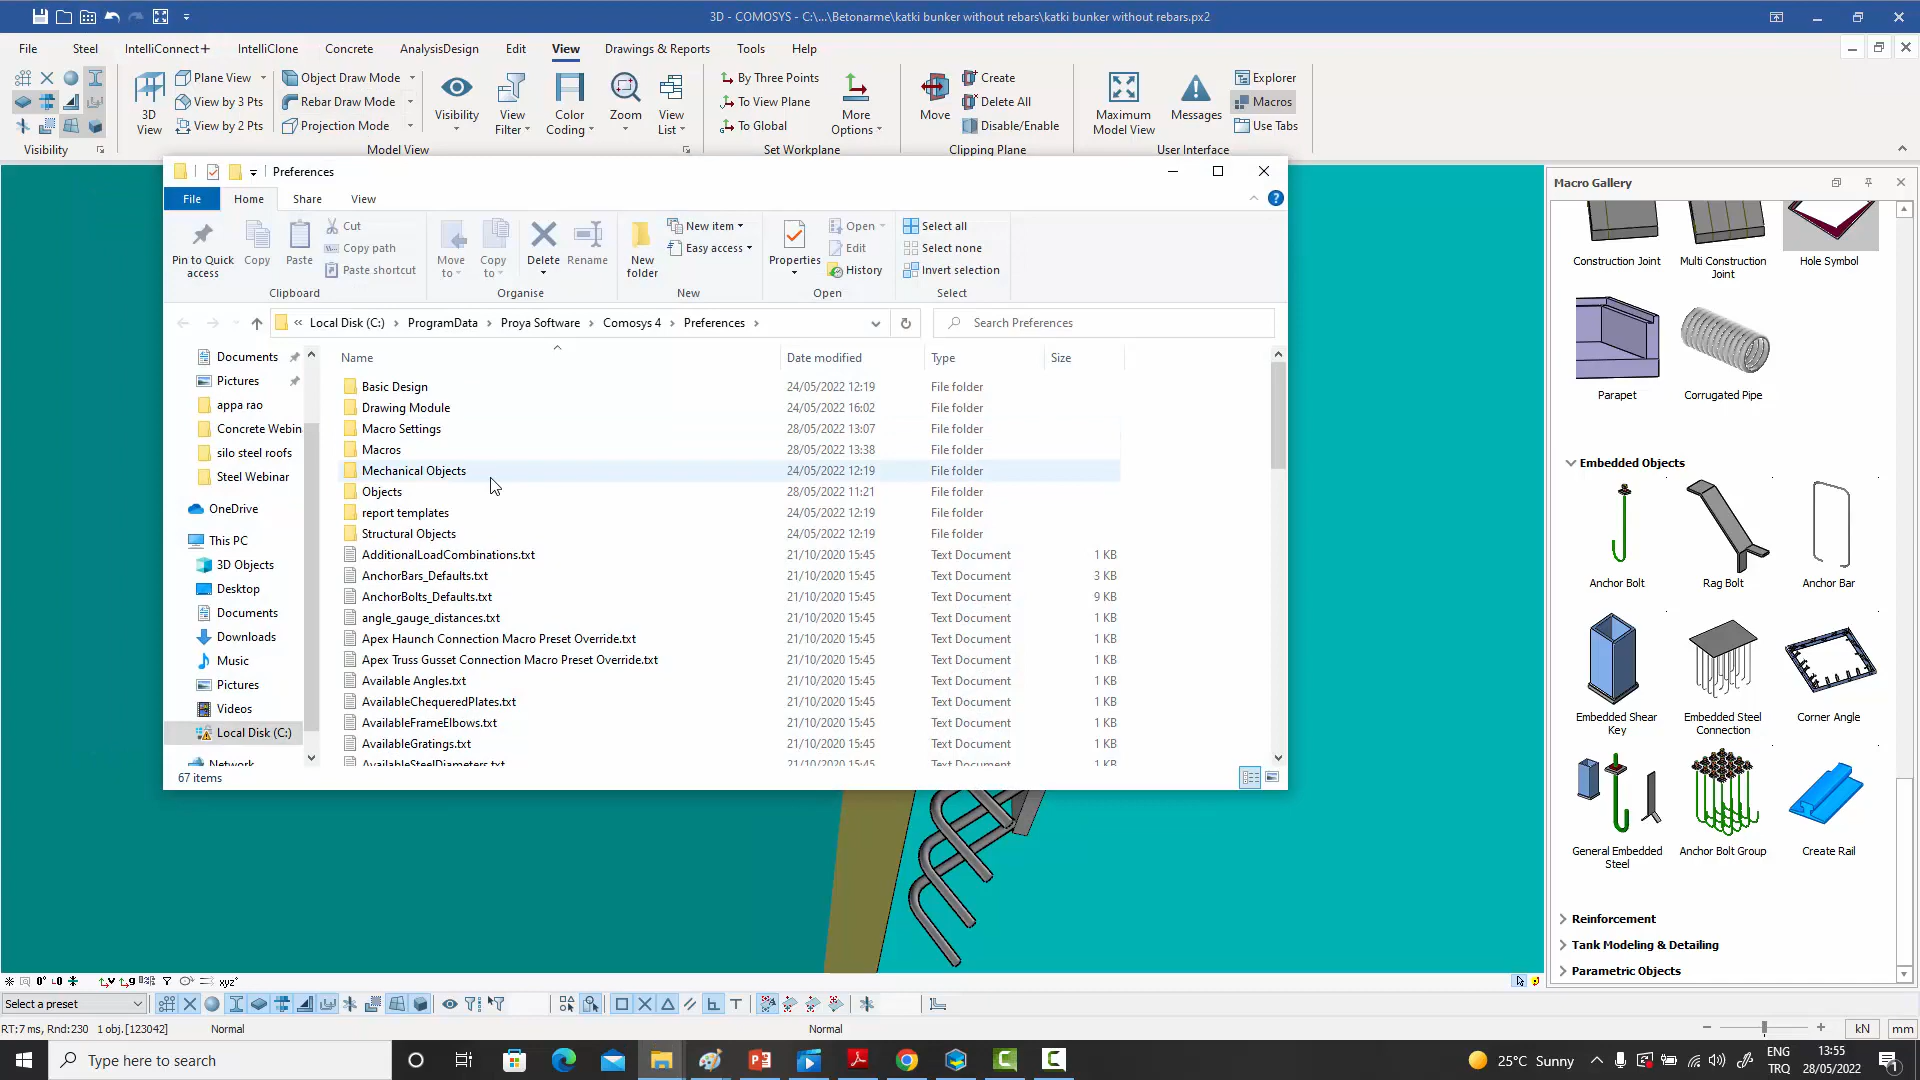 3D - COMOSYS - C:\...\Betonarme\katki bunker without rebars\katki bunker without rebars.px2
File Steel IntelliConnect+ IntelliClone Concrete AnalysisDesign Edit View Drawings & Reports Tools Help
Plane View Object Draw Mode By Three Points Create Explorer
View by 3 Pts Rebar Draw Mode To View Plane Delete All Macros
View by 2 Pts Projection Mode To Global Disable/Enable Use Tabs
3D View Visibility View Filter Color Coding Zoom View List More Options Move Maximum Model View Messages
Visibility Model View Set Workplane Clipping Plane User Interface
Preferences
File Home Share View
Pin to Quick access Copy Paste Cut Copy path Paste shortcut Move to Copy to Delete Rename New folder New item Easy access Properties Open Edit History Select all Select none Invert selection
Clipboard Organise New Open Select
« Local Disk (C:) ProgramData Proya Software Comosys 4 Preferences Search Preferences
Documents
Pictures
appa rao
Concrete Webin
silo steel roofs
Steel Webinar
OneDrive
This PC
3D Objects
Desktop
Documents
Downloads
Music
Pictures
Videos
Local Disk (C:)
Network
Name Date modified Type Size
Basic Design 24/05/2022 12:19 File folder
Drawing Module 24/05/2022 16:02 File folder
Macro Settings 28/05/2022 13:07 File folder
Macros 28/05/2022 13:38 File folder
Mechanical Objects 24/05/2022 12:19 File folder
Objects 28/05/2022 11:21 File folder
report templates 24/05/2022 12:19 File folder
Structural Objects 24/05/2022 12:19 File folder
AdditionalLoadCombinations.txt 21/10/2020 15:45 Text Document 1 KB
AnchorBars_Defaults.txt 21/10/2020 15:45 Text Document 3 KB
AnchorBolts_Defaults.txt 21/10/2020 15:45 Text Document 9 KB
angle_gauge_distances.txt 21/10/2020 15:45 Text Document 1 KB
Apex Haunch Connection Macro Preset Override.txt 21/10/2020 15:45 Text Document 1 KB
Apex Truss Gusset Connection Macro Preset Override.txt 21/10/2020 15:45 Text Document 1 KB
Available Angles.txt 21/10/2020 15:45 Text Document 1 KB
AvailableChequeredPlates.txt 21/10/2020 15:45 Text Document 1 KB
AvailableFrameElbows.txt 21/10/2020 15:45 Text Document 1 KB
AvailableGratings.txt 21/10/2020 15:45 Text Document 1 KB
AvailableSteelDiameters.txt 21/10/2020 15:45 Text Document 1 KB
67 items
Macro Gallery
Construction Joint Multi Construction Joint Hole Symbol
Parapet Corrugated Pipe
Embedded Objects
Anchor Bolt Rag Bolt Anchor Bar
Embedded Shear Key Embedded Steel Connection Corner Angle
General Embedded Steel Anchor Bolt Group Create Rail
Reinforcement
Tank Modeling & Detailing
Parametric Objects
Select a preset
RT:7 ms, Rnd:230 1 obj.[123042] Normal Normal kN mm
Type here to search 25°C Sunny ENG TRQ 13:55 28/05/2022 1